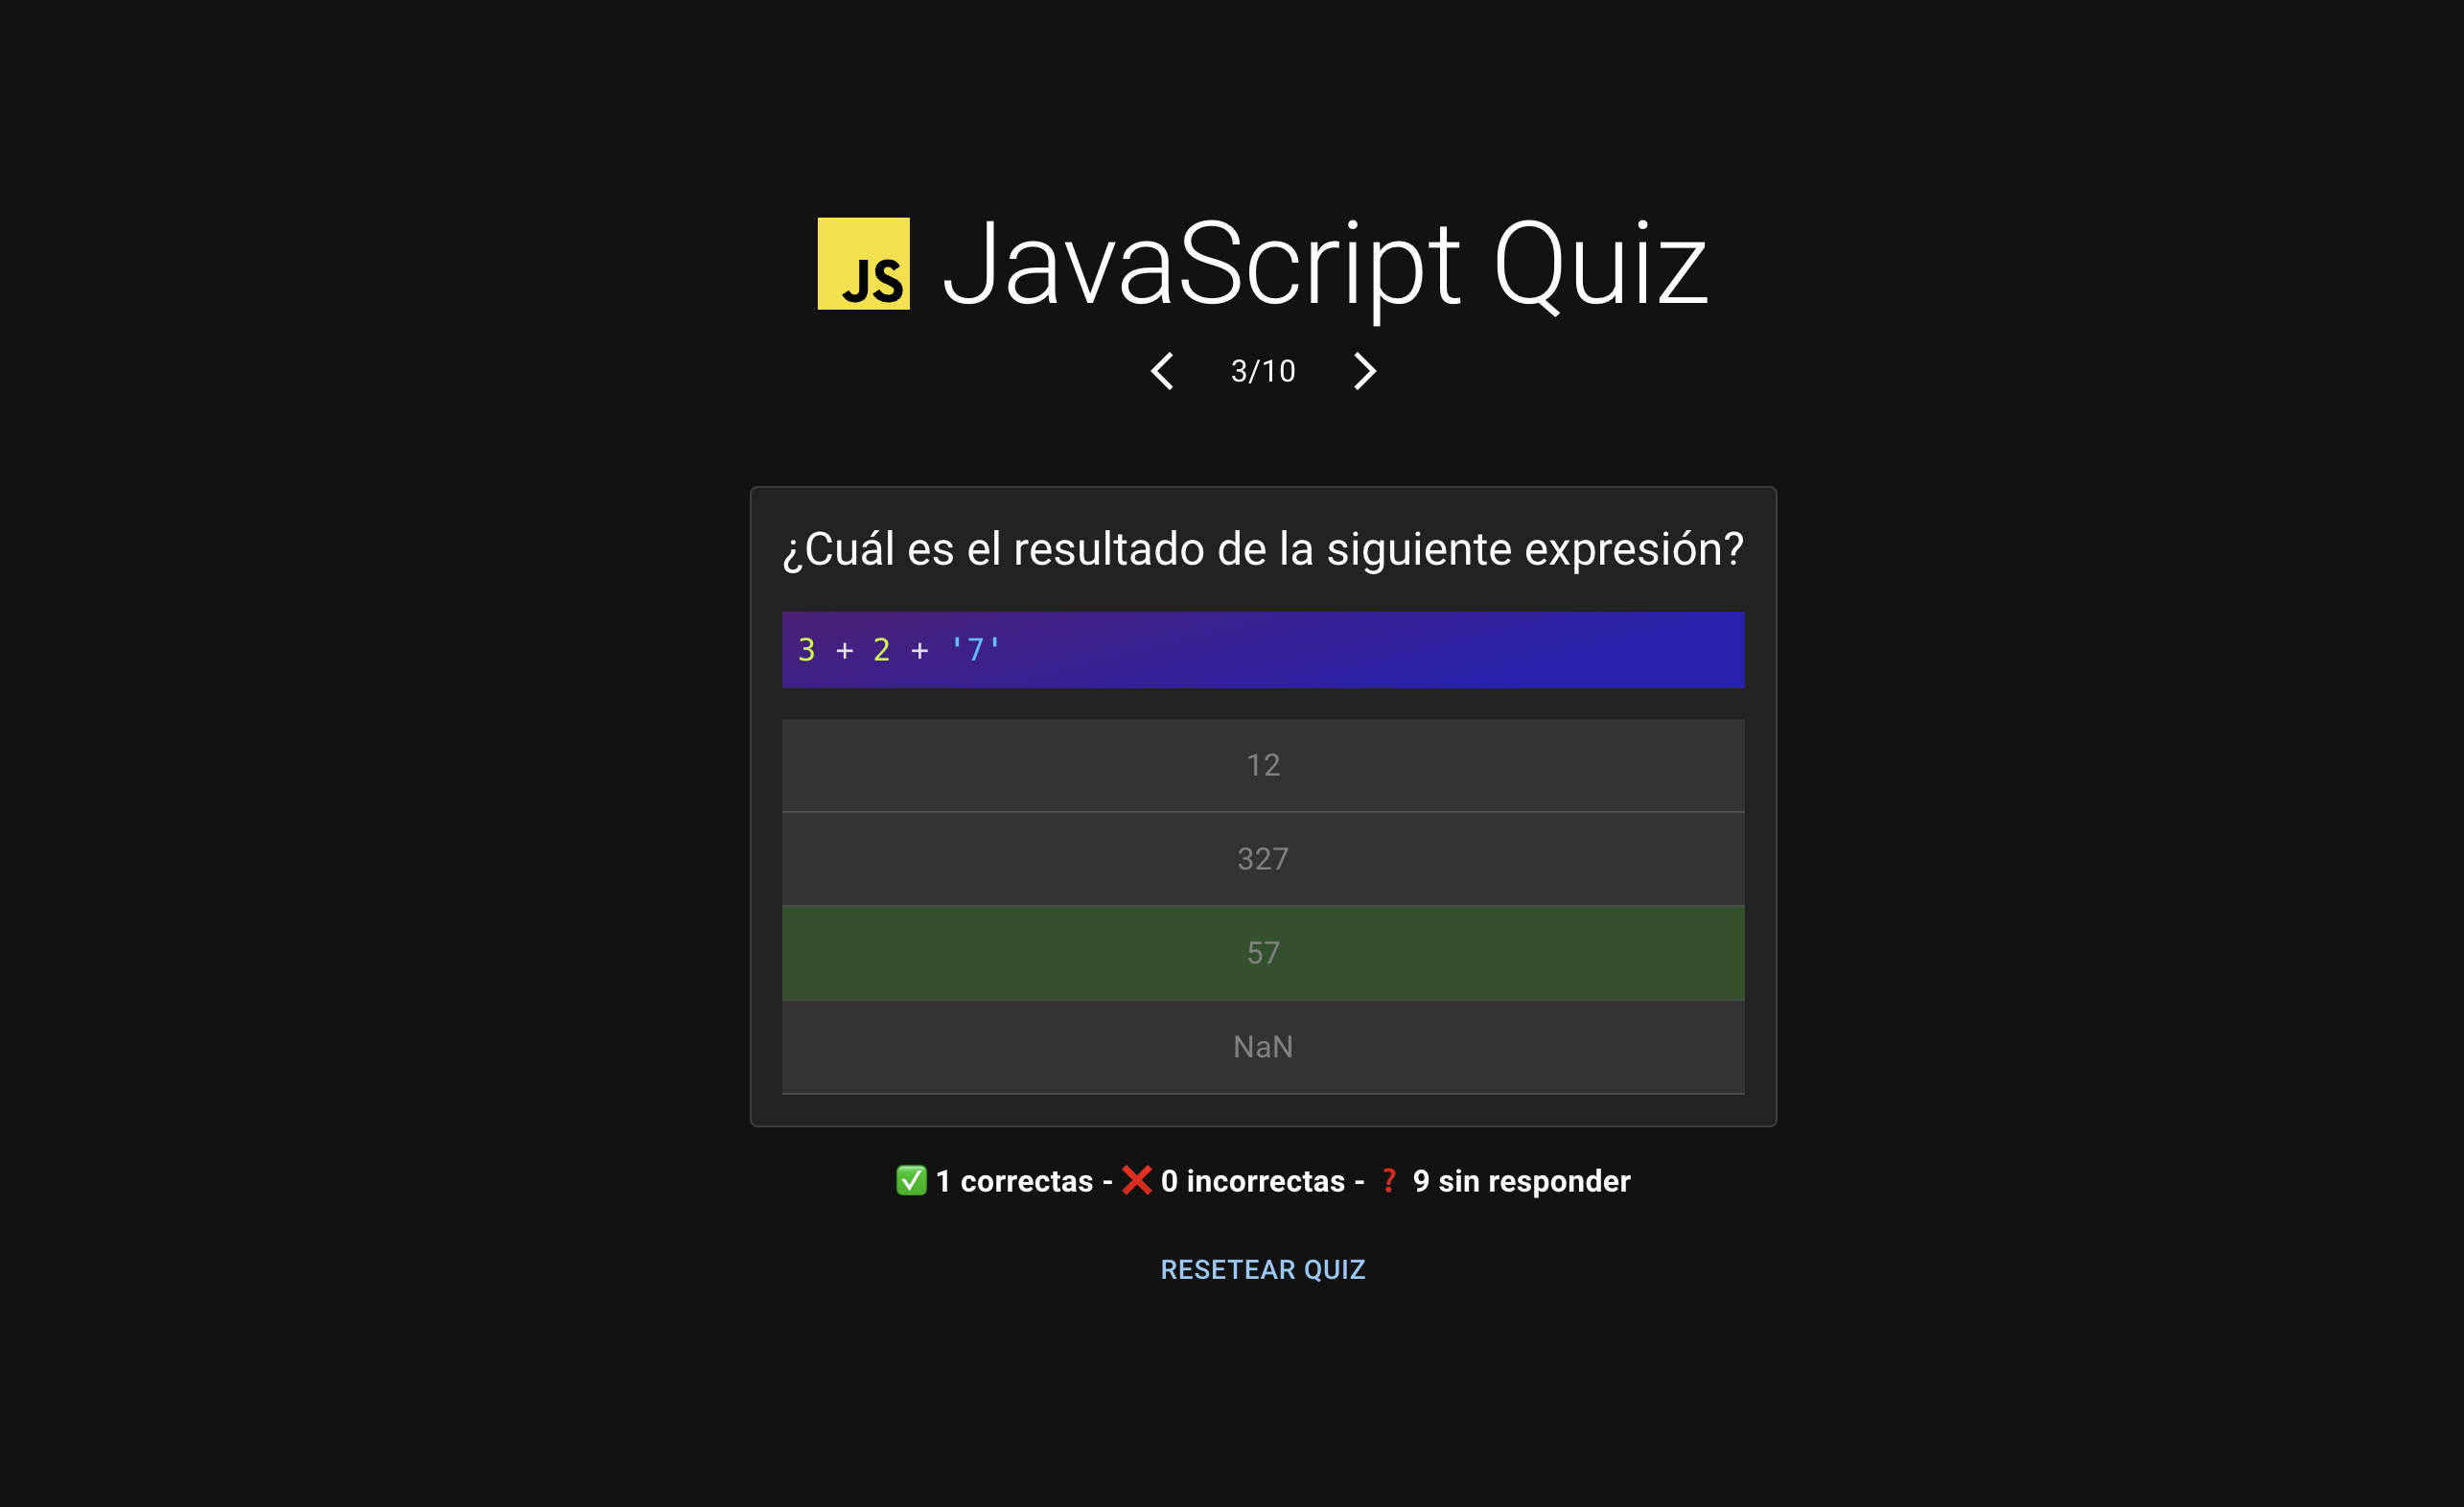 JS JavaScript Quiz
3/10
¿Cuál es el resultado de la siguiente expresión?
3 + 2 + '7'
12
327
57
NaN
✅ 1 correctas - ❌ 0 incorrectas - ❓ 9 sin responder
RESETEAR QUIZ